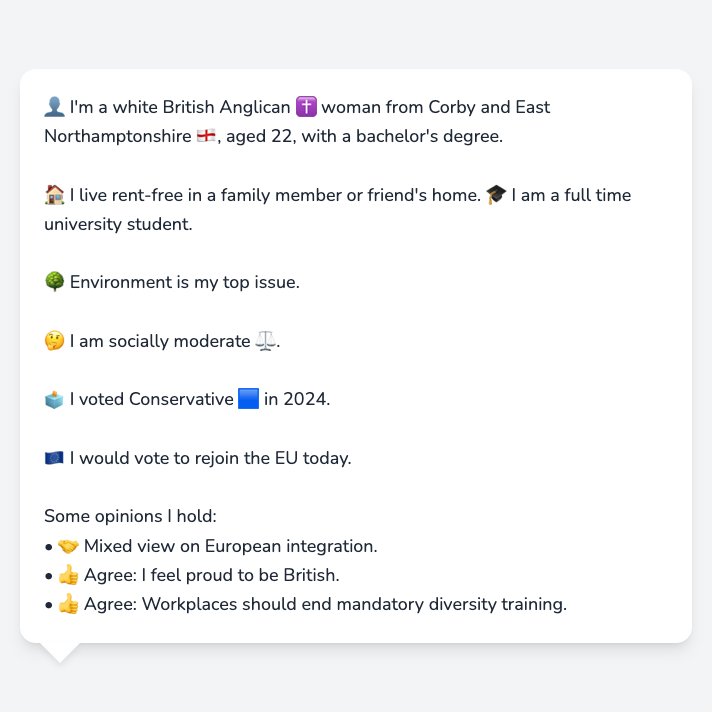 👤 I'm a white British Anglican ✝️ woman from Corby and East
Northamptonshire 🏴󠁧󠁢󠁥󠁮󠁧󠁿, aged 22, with a bachelor's degree.
🏠 I live rent-free in a family member or friend's home. 🎓 I am a full time
university student.
🌳 Environment is my top issue.
🤔 I am socially moderate ⚖️.
🗳️ I voted Conservative 🟦 in 2024.
🇪🇺 I would vote to rejoin the EU today.
Some opinions I hold:
• 🤝 Mixed view on European integration.
• 👍 Agree: I feel proud to be British.
• 👍 Agree: Workplaces should end mandatory diversity training.